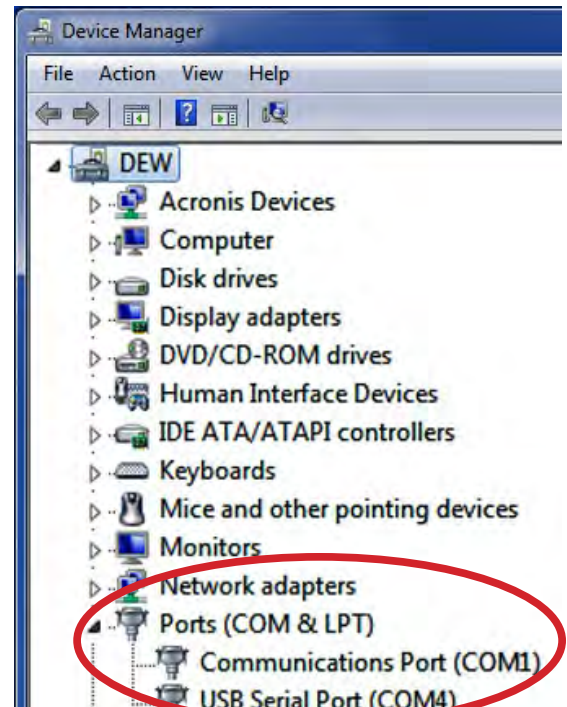 Device Manager
File Action View Help
DEW
Acronis Devices
Computer
Disk drives
Display adapters
DVD/CD-ROM drives
Human Interface Devices
IDE ATA/ATAPI controllers
Keyboards
Mice and other pointing devices
Monitors
Network adapters
Ports (COM & LPT)
Communications Port (COM1)
USB Serial Port (COM4)